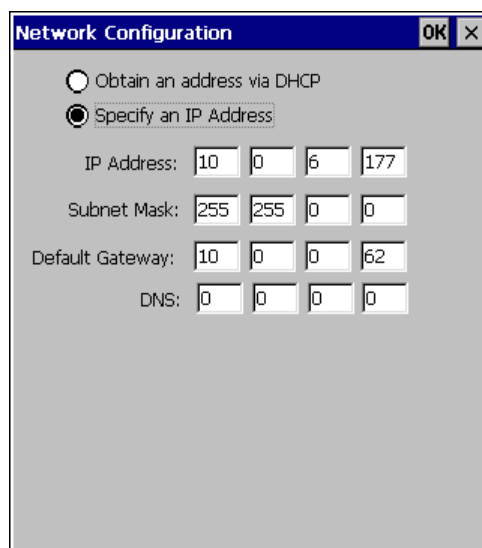 Network Configuration OK ×
Obtain an address via DHCP
Specify an IP Address
IP Address: 10 0 6 177
Subnet Mask: 255 255 0 0
Default Gateway: 10 0 0 62
DNS: 0 0 0 0